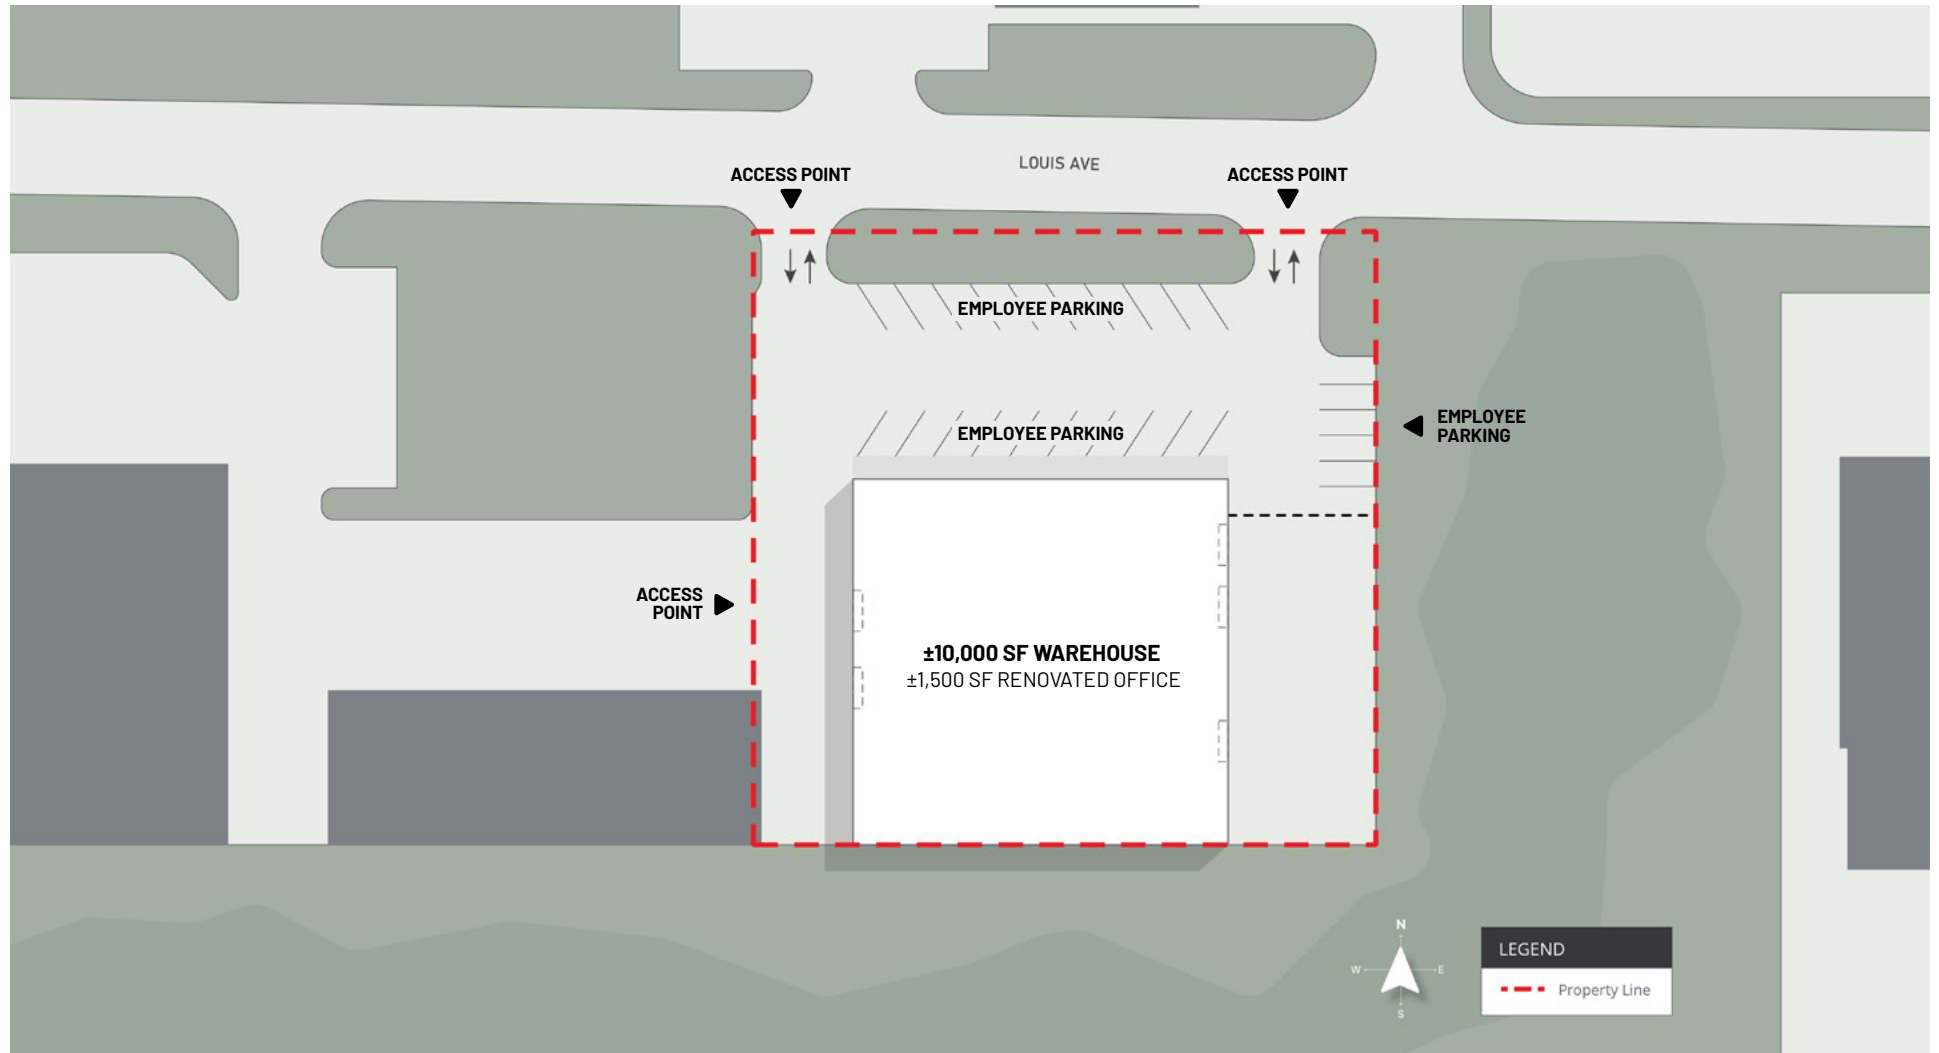 LOUIS AVE
ACCESS POINT
ACCESS POINT
EMPLOYEE PARKING
EMPLOYEE PARKING
EMPLOYEE
PARKING
ACCESS
POINT
±10,000 SF WAREHOUSE
±1,500 SF RENOVATED OFFICE
N
W
E
S
LEGEND
Property Line